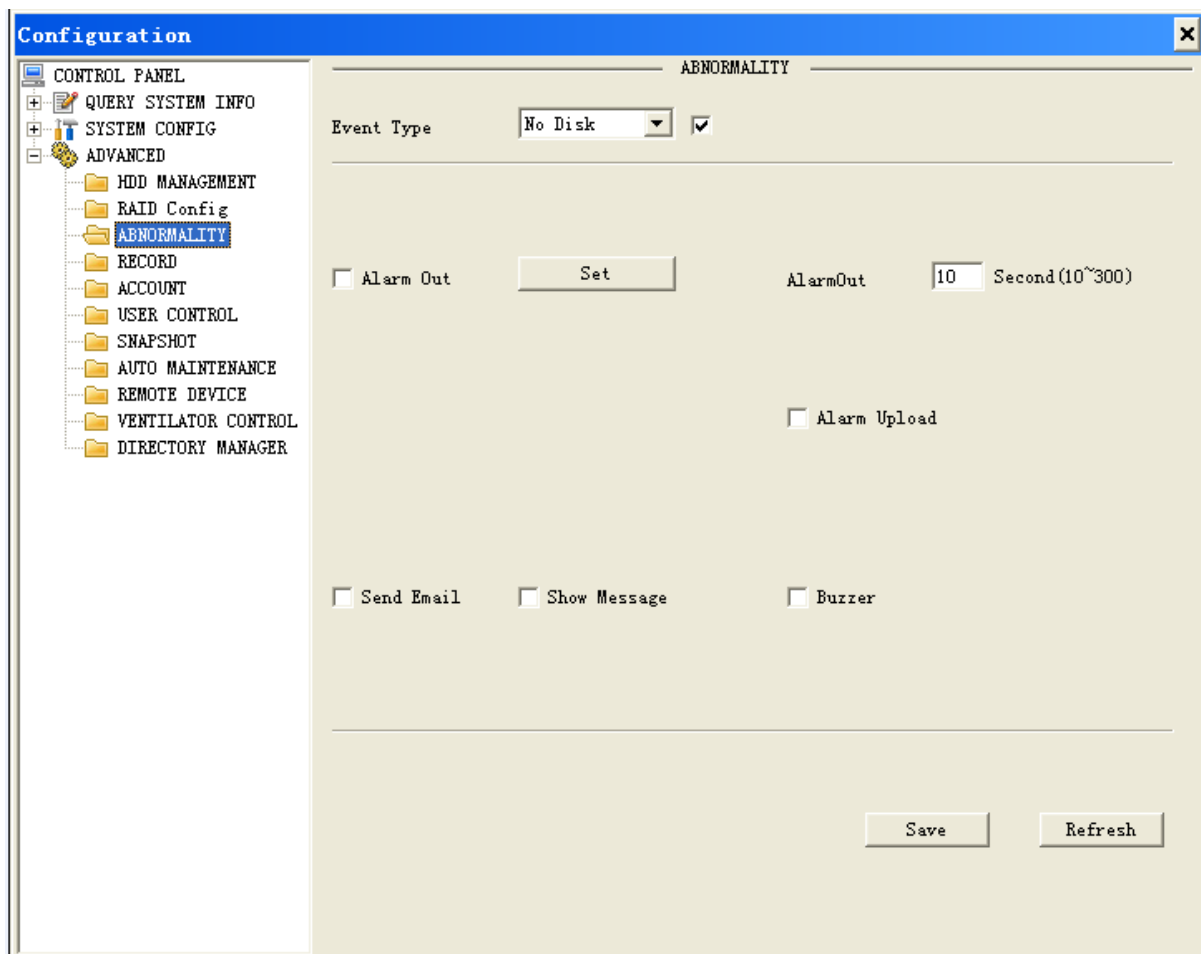 Configuration
CONTROL PANEL
QUERY SYSTEM INFO
SYSTEM CONFIG
ADVANCED
HDD MANAGEMENT
RAID Config
ABNORMALITY
RECORD
ACCOUNT
USER CONTROL
SNAPSHOT
AUTO MAINTENANCE
REMOTE DEVICE
VENTILATOR CONTROL
DIRECTORY MANAGER
ABNORMALITY
Event Type No Disk
Alarm Out Set AlarmOut 10 Second(10~300)
Alarm Upload
Send Email Show Message Buzzer
Save Refresh